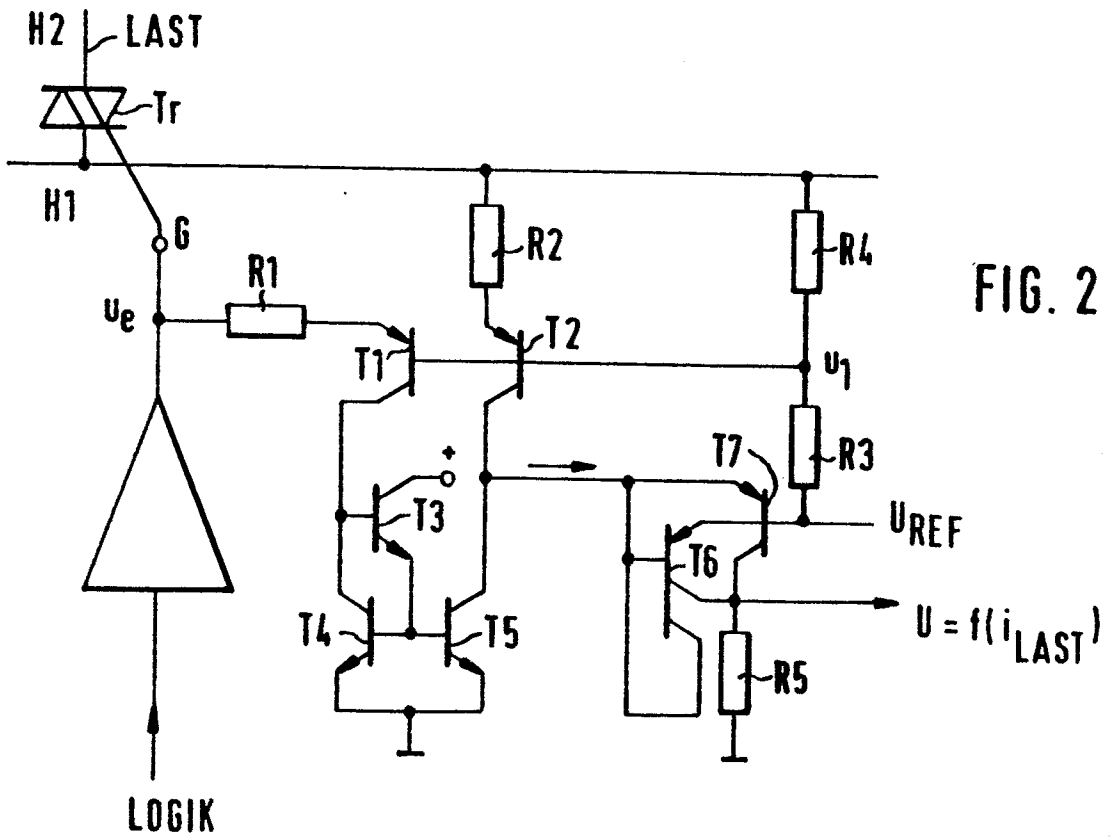 H2 LAST
Tr
H1
G
R2
R4
FIG. 2
R1
ue
T1
T2
u1
T7
R3
+
T3
UREF
T6
T4
T5
R5
U = f(iLAST)
LOGIK